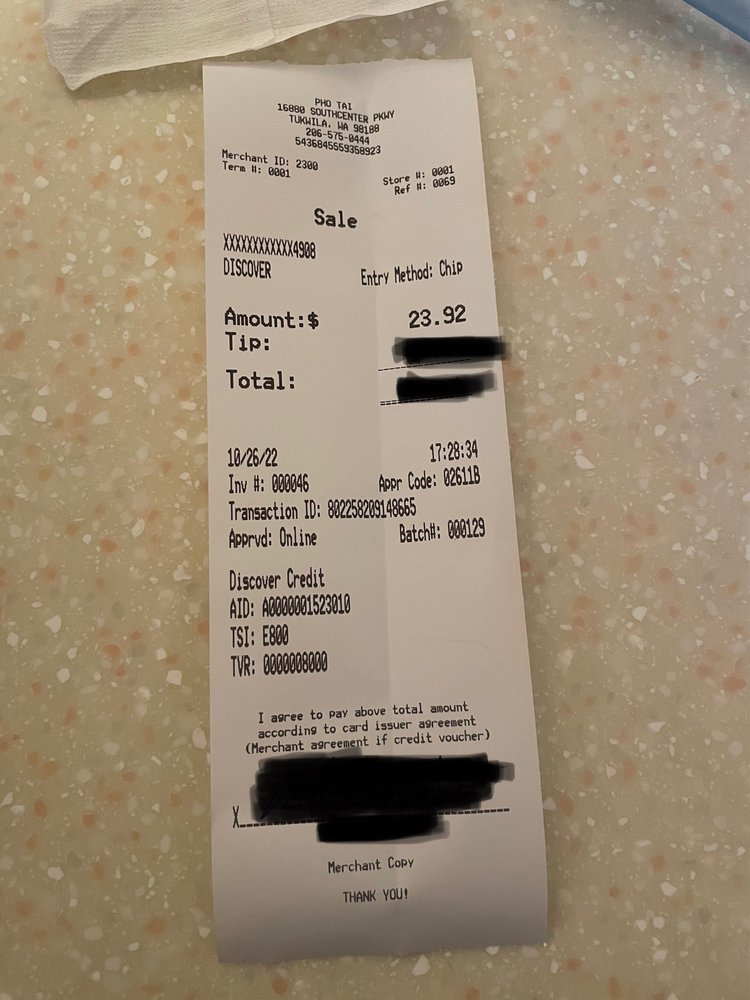 PHO TAI
16880 SOUTHCENTER PKWY
TUKWILA, WA 98188
206-575-0444
5436845559358923
Merchant ID: 2300
Term #: 0001
Store #: 0001
Ref #: 0069
Sale
XXXXXXXXXXXX4908
DISCOVER
Entry Method: Chip
Amount:$ 23.92
Tip:
Total:
10/26/22 17:28:34
Inv #: 000046 Appr Code: 02611B
Transaction ID: 802258209148665
Apprvd: Online Batch#: 000129
Discover Credit
AID: A0000001523010
TSI: E800
TVR: 0000008000
I agree to pay above total amount
according to card issuer agreement
(Merchant agreement if credit voucher)
X
Merchant Copy
THANK YOU!